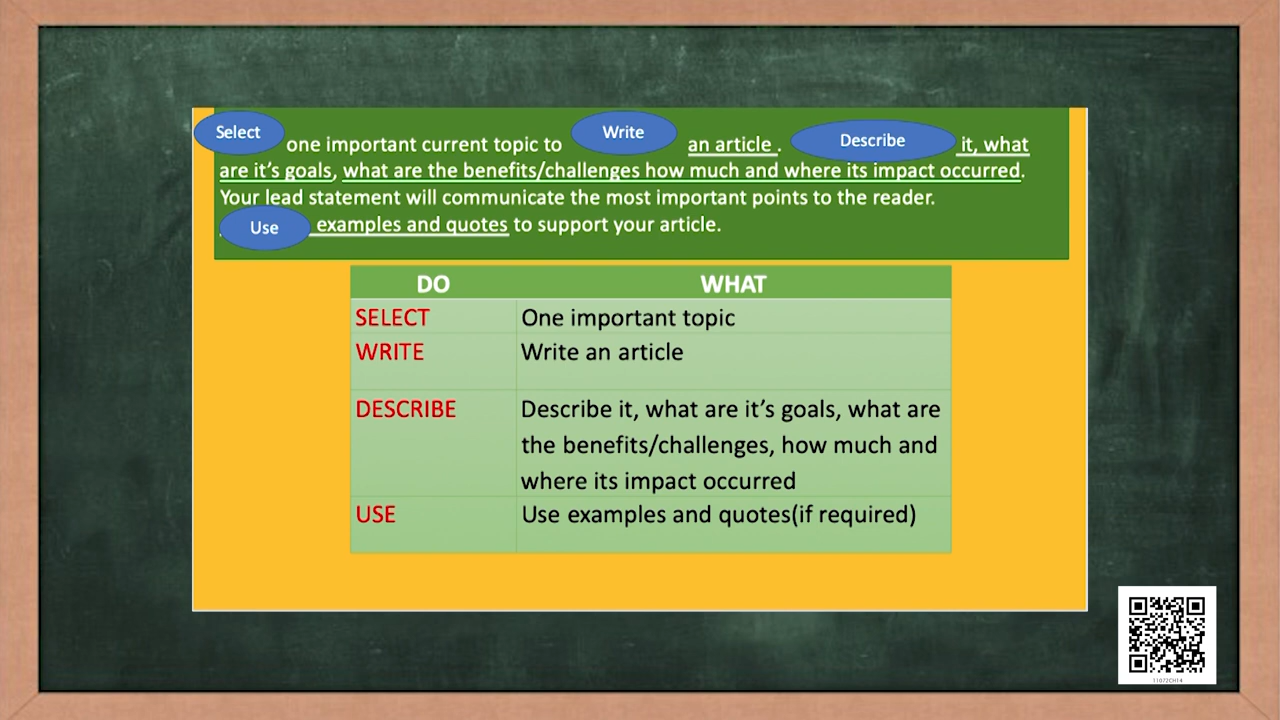 Select one important current topic to Write an article . Describe it, what
are it's goals, what are the benefits/challenges how much and where its impact occurred.
Your lead statement will communicate the most important points to the reader.
Use examples and quotes to support your article.
DO WHAT
SELECT One important topic
WRITE Write an article
DESCRIBE Describe it, what are it's goals, what are
the benefits/challenges, how much and
where its impact occurred
USE Use examples and quotes(if required)
11072CH14